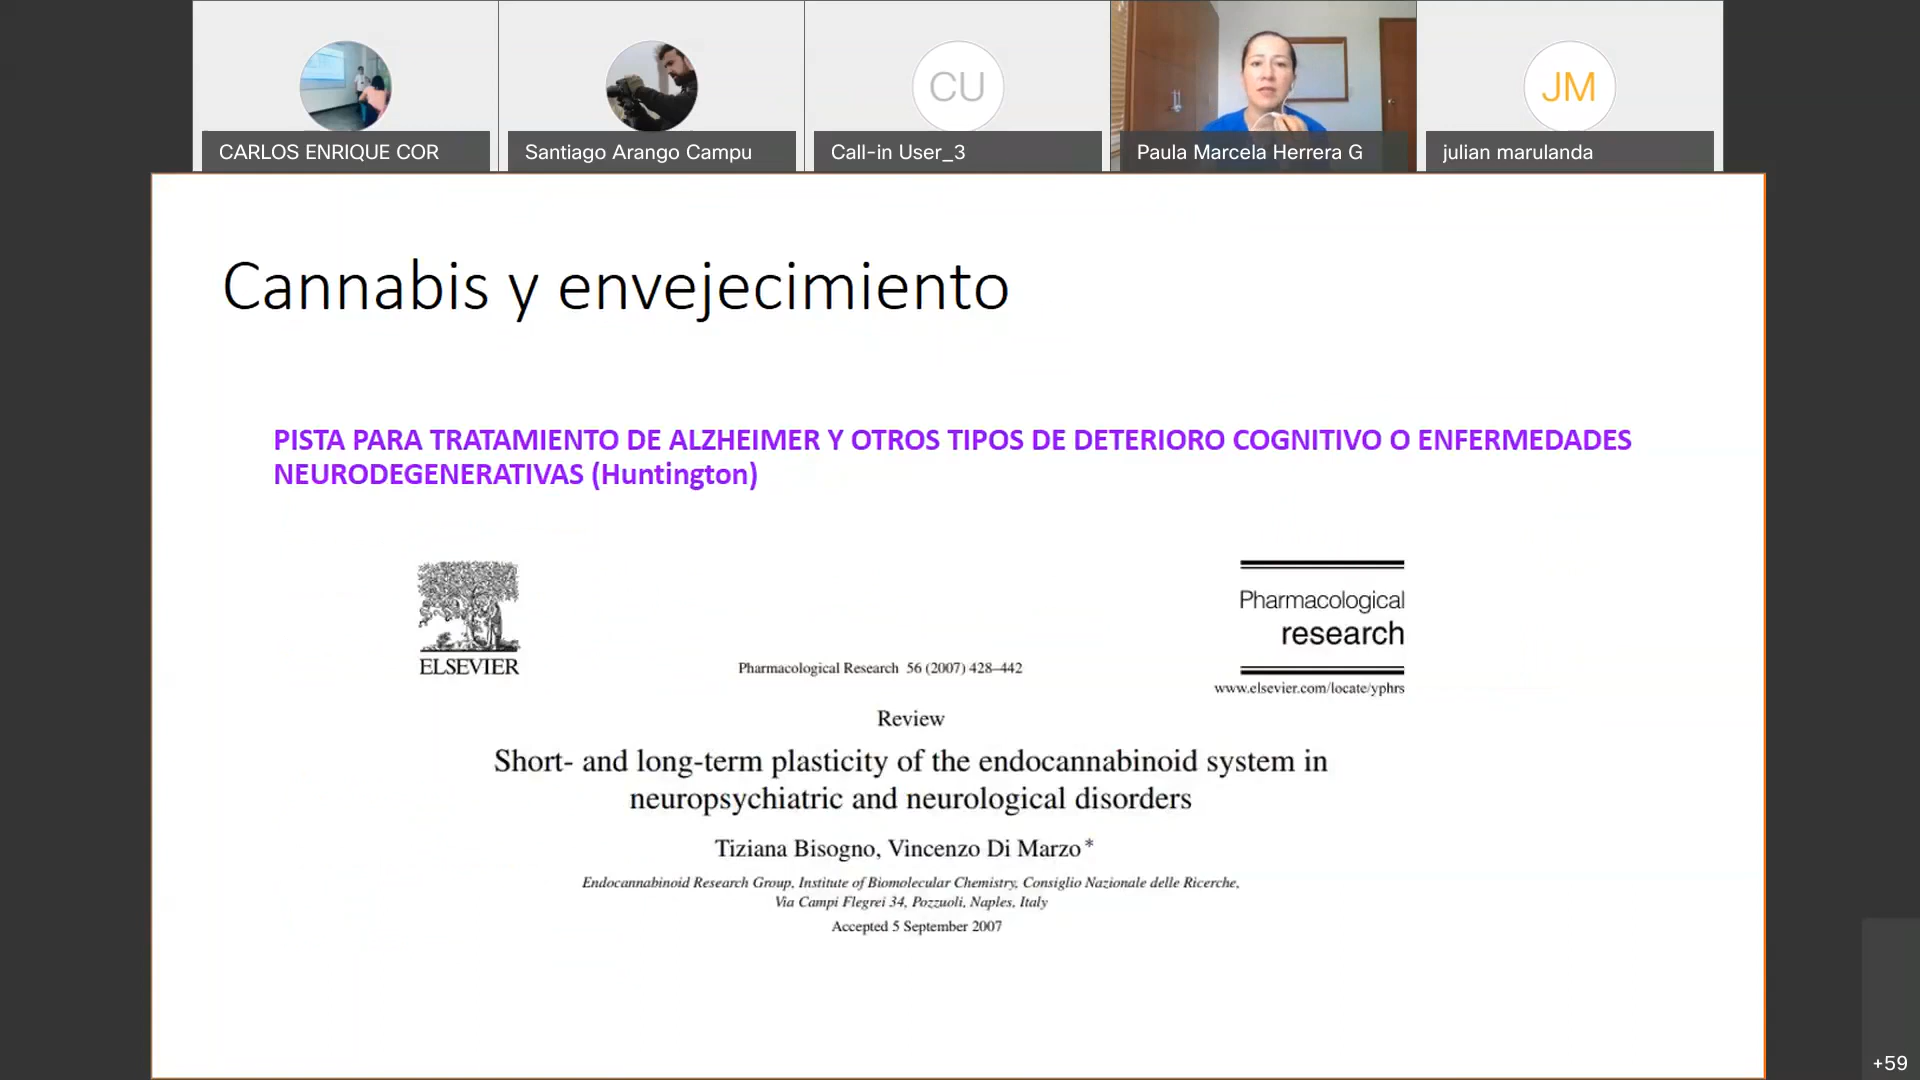 CARLOS ENRIQUE COR
Santiago Arango Campu
CU
Call-in User_3
Paula Marcela Herrera G
JM
julian marulanda
Cannabis y envejecimiento
PISTA PARA TRATAMIENTO DE ALZHEIMER Y OTROS TIPOS DE DETERIORO COGNITIVO O ENFERMEDADES
NEURODEGENERATIVAS (Huntington)
ELSEVIER
Pharmacological Research 56 (2007) 428–442
Pharmacological
research
www.elsevier.com/locate/yphrs
Review
Short- and long-term plasticity of the endocannabinoid system in
neuropsychiatric and neurological disorders
Tiziana Bisogno, Vincenzo Di Marzo*
Endocannabinoid Research Group, Institute of Biomolecular Chemistry, Consiglio Nazionale delle Ricerche,
Via Campi Flegrei 34, Pozzuoli, Naples, Italy
Accepted 5 September 2007
+59